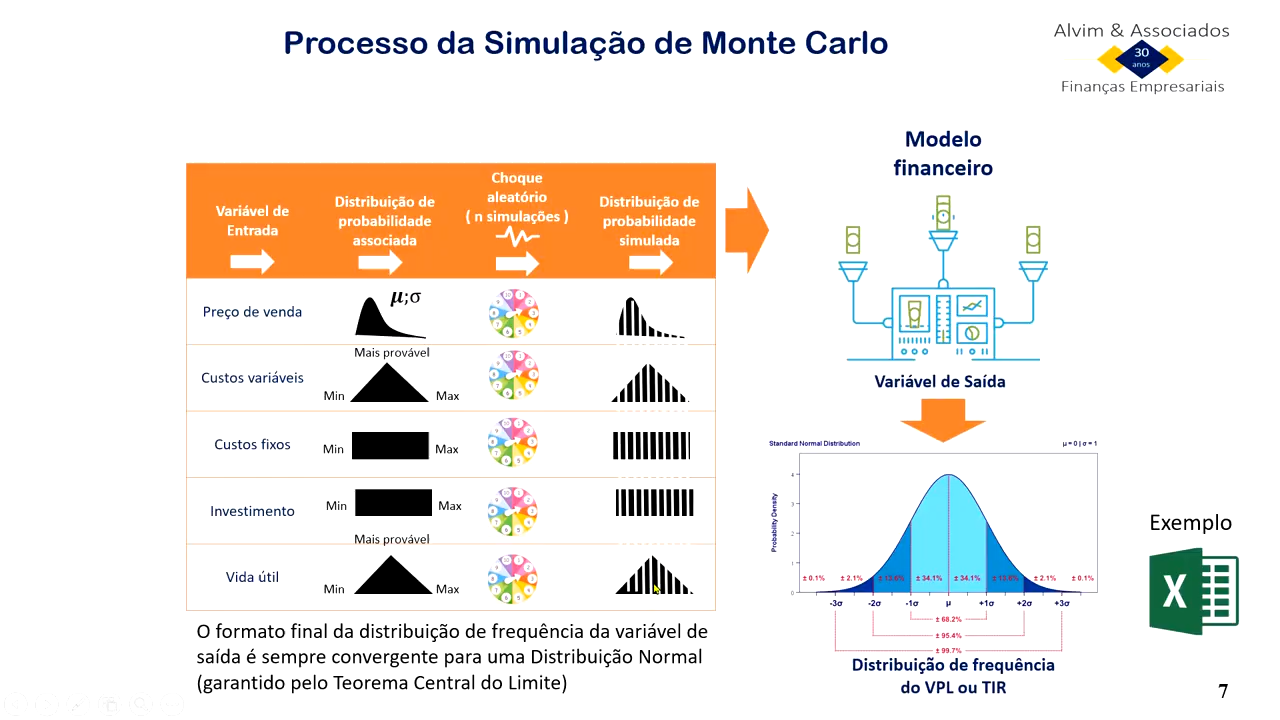 Processo da Simulação de Monte Carlo
Alvim & Associados
30
anos
Finanças Empresariais
Variável de
Entrada
Distribuição de
probabilidade
associada
Choque
aleatório
( n simulações )
Distribuição de
probabilidade
simulada
Preço de venda
μ;σ
Custos variáveis
Mais provável
Min
Max
Custos fixos
Min
Max
Investimento
Min
Max
Vida útil
Mais provável
Min
Max
O formato final da distribuição de frequência da variável de
saída é sempre convergente para uma Distribuição Normal
(garantido pelo Teorema Central do Limite)
Modelo
financeiro
Variável de Saída
Standard Normal Distribution
μ = 0 | σ = 1
Probability Density
4
3
2
1
0
± 0.1%
± 2.1%
± 13.6%
± 34.1%
± 34.1%
± 13.6%
± 2.1%
± 0.1%
-3σ
-2σ
-1σ
μ
+1σ
+2σ
+3σ
± 68.2%
± 95.4%
± 99.7%
Distribuição de frequência
do VPL ou TIR
Exemplo
X
7